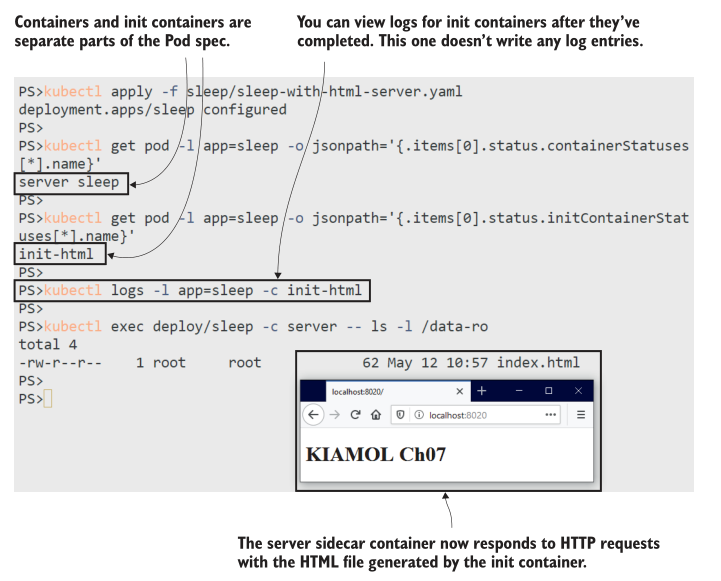 Containers and init containers are
separate parts of the Pod spec.
You can view logs for init containers after they’ve
completed. This one doesn’t write any log entries.
PS>kubectl apply -f sleep/sleep-with-html-server.yaml
deployment.apps/sleep configured
PS>
PS>kubectl get pod -l app=sleep -o jsonpath='{.items[0].status.containerStatuses
[*].name}'
server sleep
PS>
PS>kubectl get pod -l app=sleep -o jsonpath='{.items[0].status.initContainerStat
uses[*].name}'
init-html
PS>
PS>kubectl logs -l app=sleep -c init-html
PS>
PS>kubectl exec deploy/sleep -c server -- ls -l /data-ro
total 4
-rw-r--r-- 1 root root 62 May 12 10:57 index.html
PS>
PS>
localhost:8020/
localhost:8020
KIAMOL Ch07
The server sidecar container now responds to HTTP requests
with the HTML file generated by the init container.